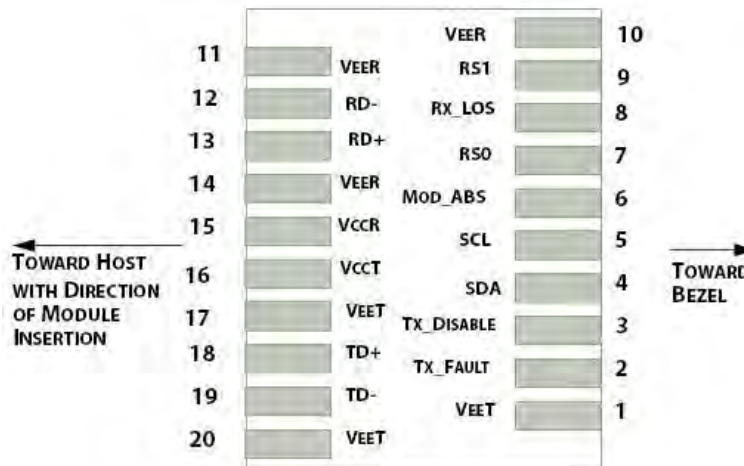 11 VEER VEER 10
12 RD- RS1 9
13 RD+ RX_LOS 8
14 VEER RS0 7
15 VCCR MOD_ABS 6
16 VCCT SCL 5
17 VEET SDA 4
18 TD+ TX_DISABLE 3
19 TD- TX_FAULT 2
20 VEET VEET 1
TOWARD HOST
WITH DIRECTION
OF MODULE
INSERTION
TOWARD
BEZEL